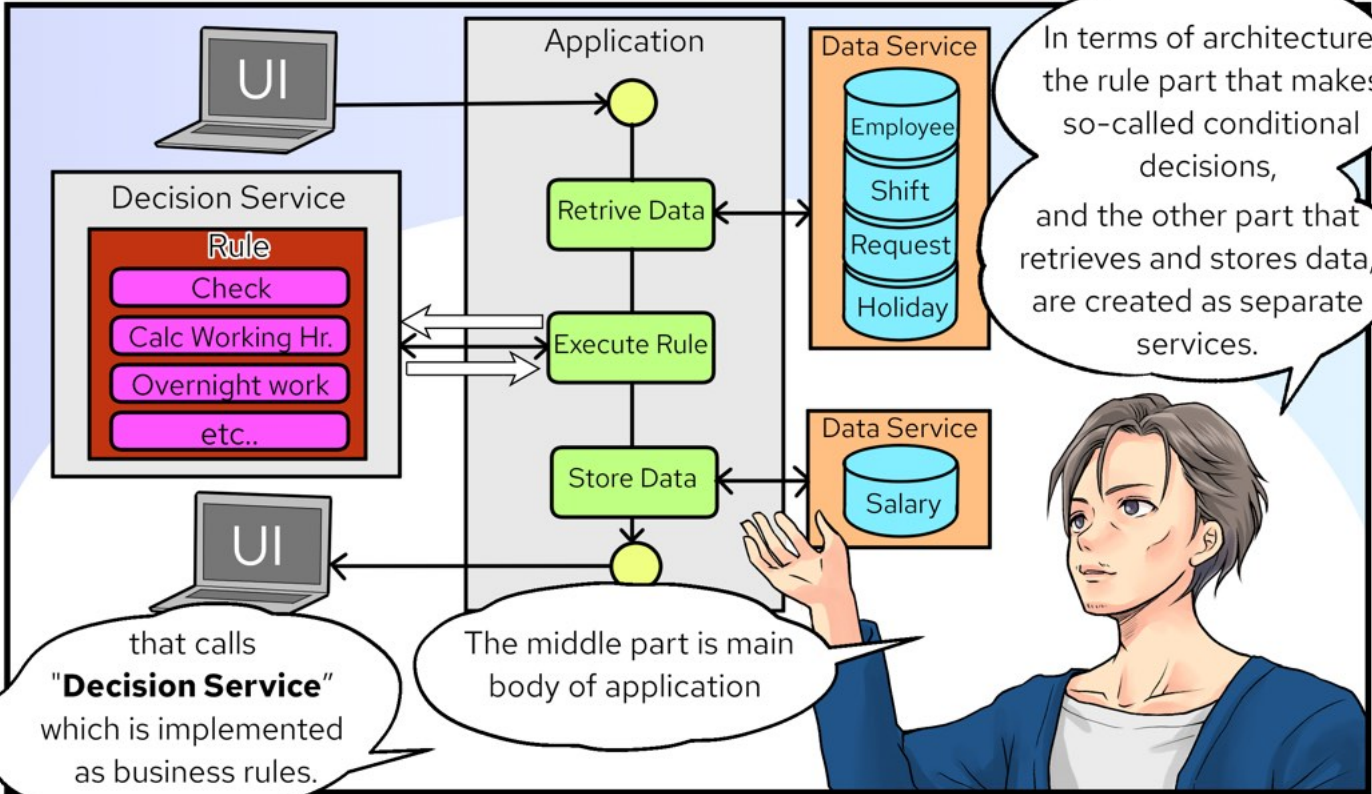 UI
Application
Data Service
Employee
Shift
Request
Holiday
In terms of architecture
the rule part that makes
so-called conditional
decisions,
and the other part that
retrieves and stores data,
are created as separate
services.
Decision Service
Rule
Check
Calc Working Hr.
Overnight work
etc..
Retrive Data
Execute Rule
Store Data
Data Service
Salary
UI
The middle part is main
body of application
that calls
"Decision Service”
which is implemented
as business rules.